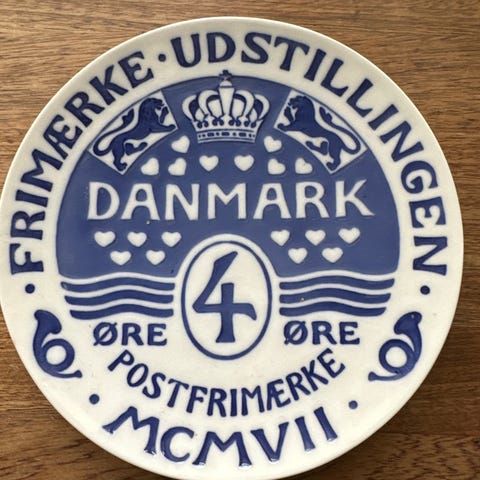 · FRIMÆRKE · UDSTILLINGEN ·
DANMARK
4
ØRE ØRE
POSTFRIMÆRKE
· MCMVII ·